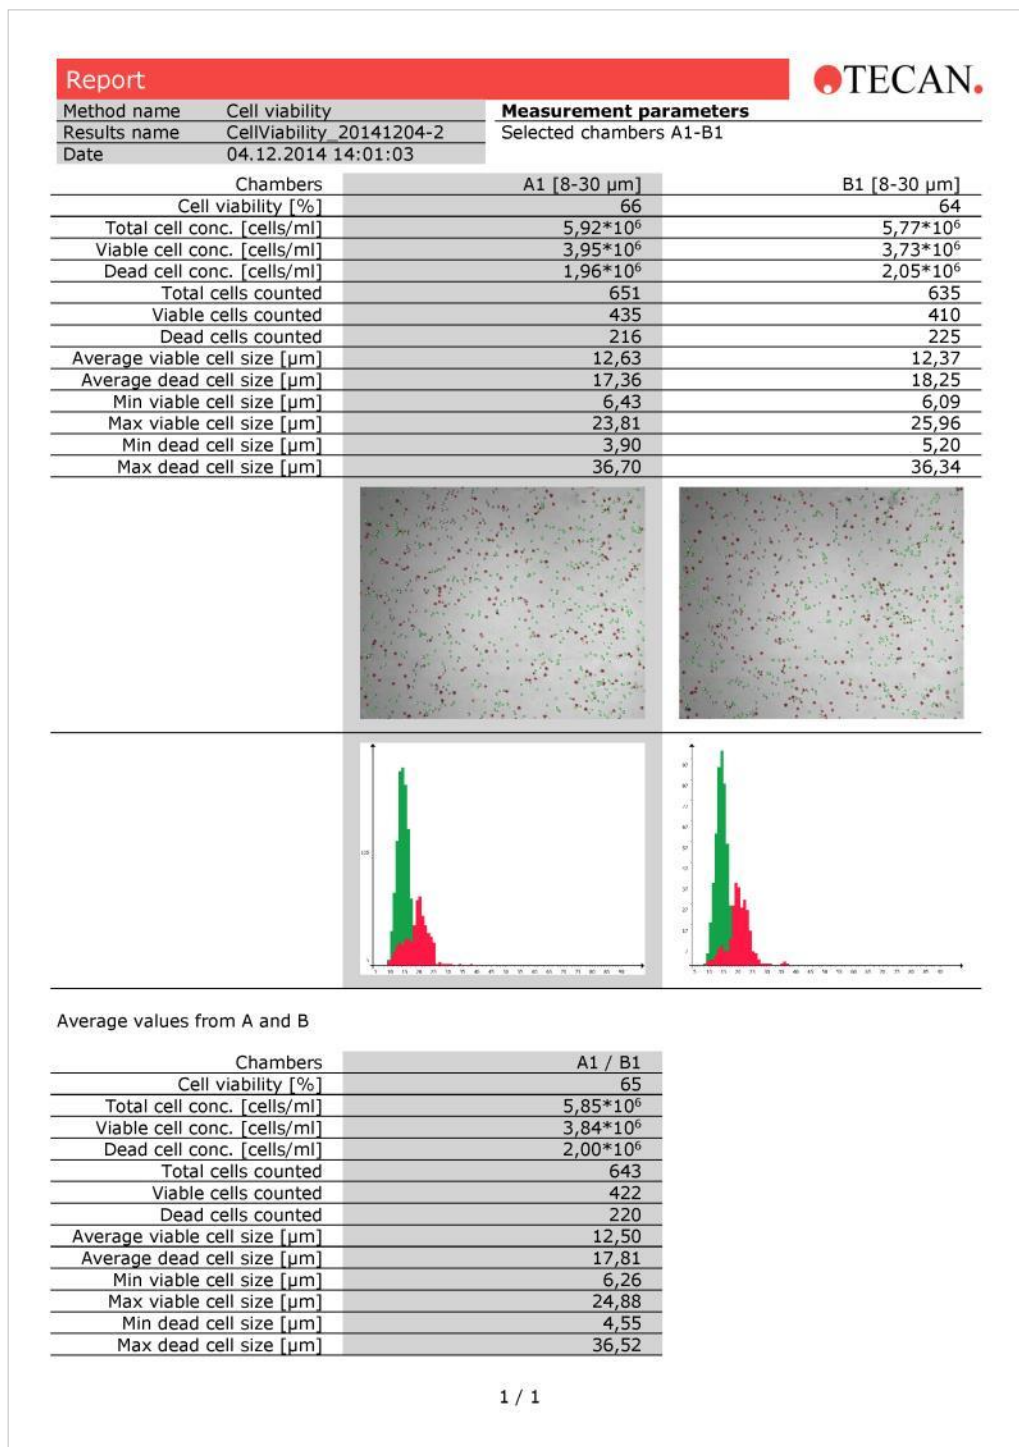 Report
TECAN.
Method name Cell viability Measurement parameters
Results name CellViability_20141204-2 Selected chambers A1-B1
Date 04.12.2014 14:01:03
Chambers A1 [8-30 µm] B1 [8-30 µm]
Cell viability [%] 66 64
Total cell conc. [cells/ml] 5,92*10⁶ 5,77*10⁶
Viable cell conc. [cells/ml] 3,95*10⁶ 3,73*10⁶
Dead cell conc. [cells/ml] 1,96*10⁶ 2,05*10⁶
Total cells counted 651 635
Viable cells counted 435 410
Dead cells counted 216 225
Average viable cell size [µm] 12,63 12,37
Average dead cell size [µm] 17,36 18,25
Min viable cell size [µm] 6,43 6,09
Max viable cell size [µm] 23,81 25,96
Min dead cell size [µm] 3,90 5,20
Max dead cell size [µm] 36,70 36,34
Average values from A and B
Chambers A1 / B1
Cell viability [%] 65
Total cell conc. [cells/ml] 5,85*10⁶
Viable cell conc. [cells/ml] 3,84*10⁶
Dead cell conc. [cells/ml] 2,00*10⁶
Total cells counted 643
Viable cells counted 422
Dead cells counted 220
Average viable cell size [µm] 12,50
Average dead cell size [µm] 17,81
Min viable cell size [µm] 6,26
Max viable cell size [µm] 24,88
Min dead cell size [µm] 4,55
Max dead cell size [µm] 36,52
1 / 1